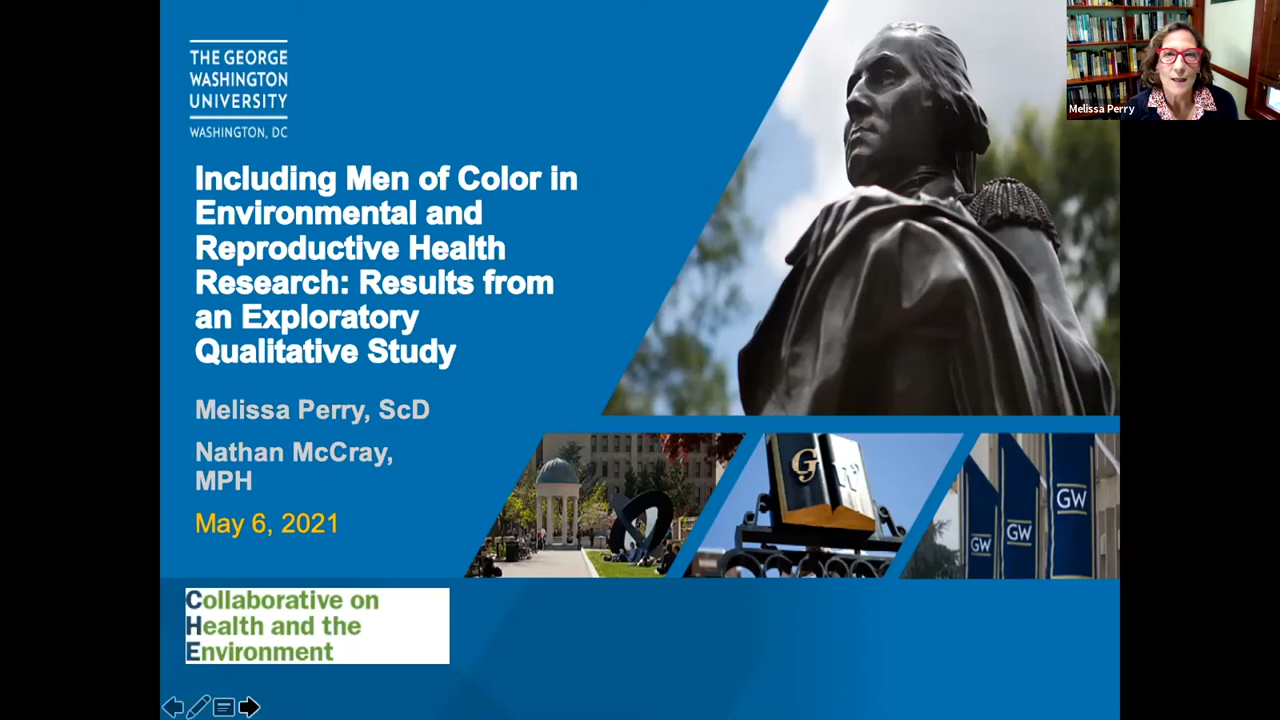 THE GEORGE
WASHINGTON
UNIVERSITY
WASHINGTON, DC
Including Men of Color in
Environmental and
Reproductive Health
Research: Results from
an Exploratory
Qualitative Study
Melissa Perry, ScD
Nathan McCray,
MPH
May 6, 2021
Collaborative on
Health and the
Environment
Melissa Perry
G
W
GW
GW
GW